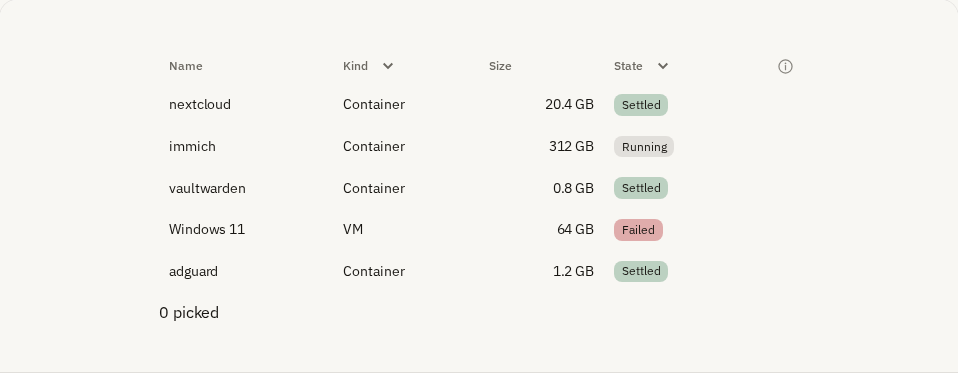 Name Kind Size State
nextcloud Container 20.4 GB Settled
immich Container 312 GB Running
vaultwarden Container 0.8 GB Settled
Windows 11 VM 64 GB Failed
adguard Container 1.2 GB Settled
0 picked